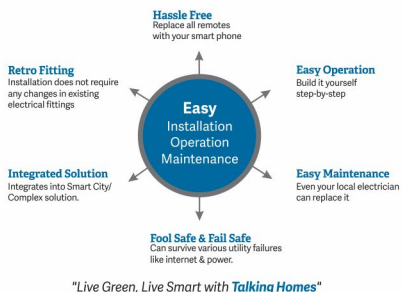 Hassle Free
Replace all remotes
with your smart phone
Retro Fitting
Installation does not require
any changes in existing
electrical fittings
Easy Operation
Build it yourself
step-by-step
Easy
Installation
Operation
Maintenance
Integrated Solution
Integrates into Smart City/
Complex solution.
Easy Maintenance
Even your local electrician
can replace it
Fool Safe & Fail Safe
Can survive various utility failures
like internet & power.
"Live Green, Live Smart with Talking Homes"